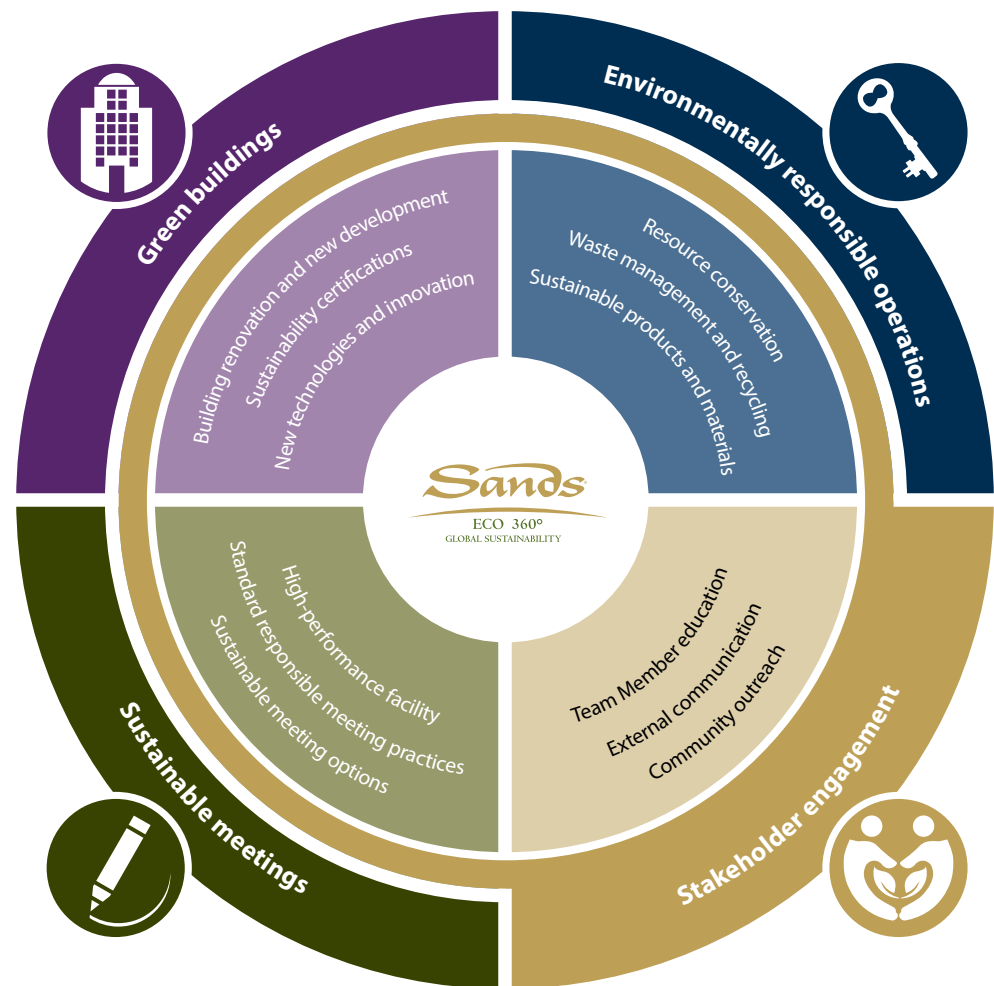 Green buildings
Building renovation and new development
Sustainability certifications
New technologies and innovation
Environmentally responsible operations
Resource conservation
Waste management and recycling
Sustainable products and materials
Sands
ECO 360°
GLOBAL SUSTAINABILITY
High-performance facility
Standard responsible meeting practices
Sustainable meeting options
Sustainable meetings
Team Member education
External communication
Community outreach
Stakeholder engagement